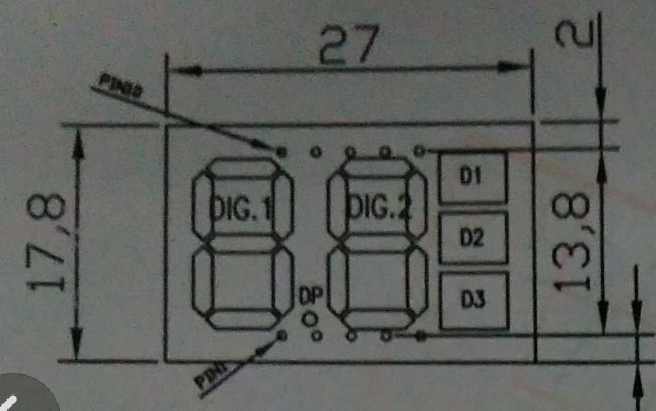 27
2
PIN10
17,8
DIG.1
DIG.2
D1
D2
D3
13,8
DP
PIN1